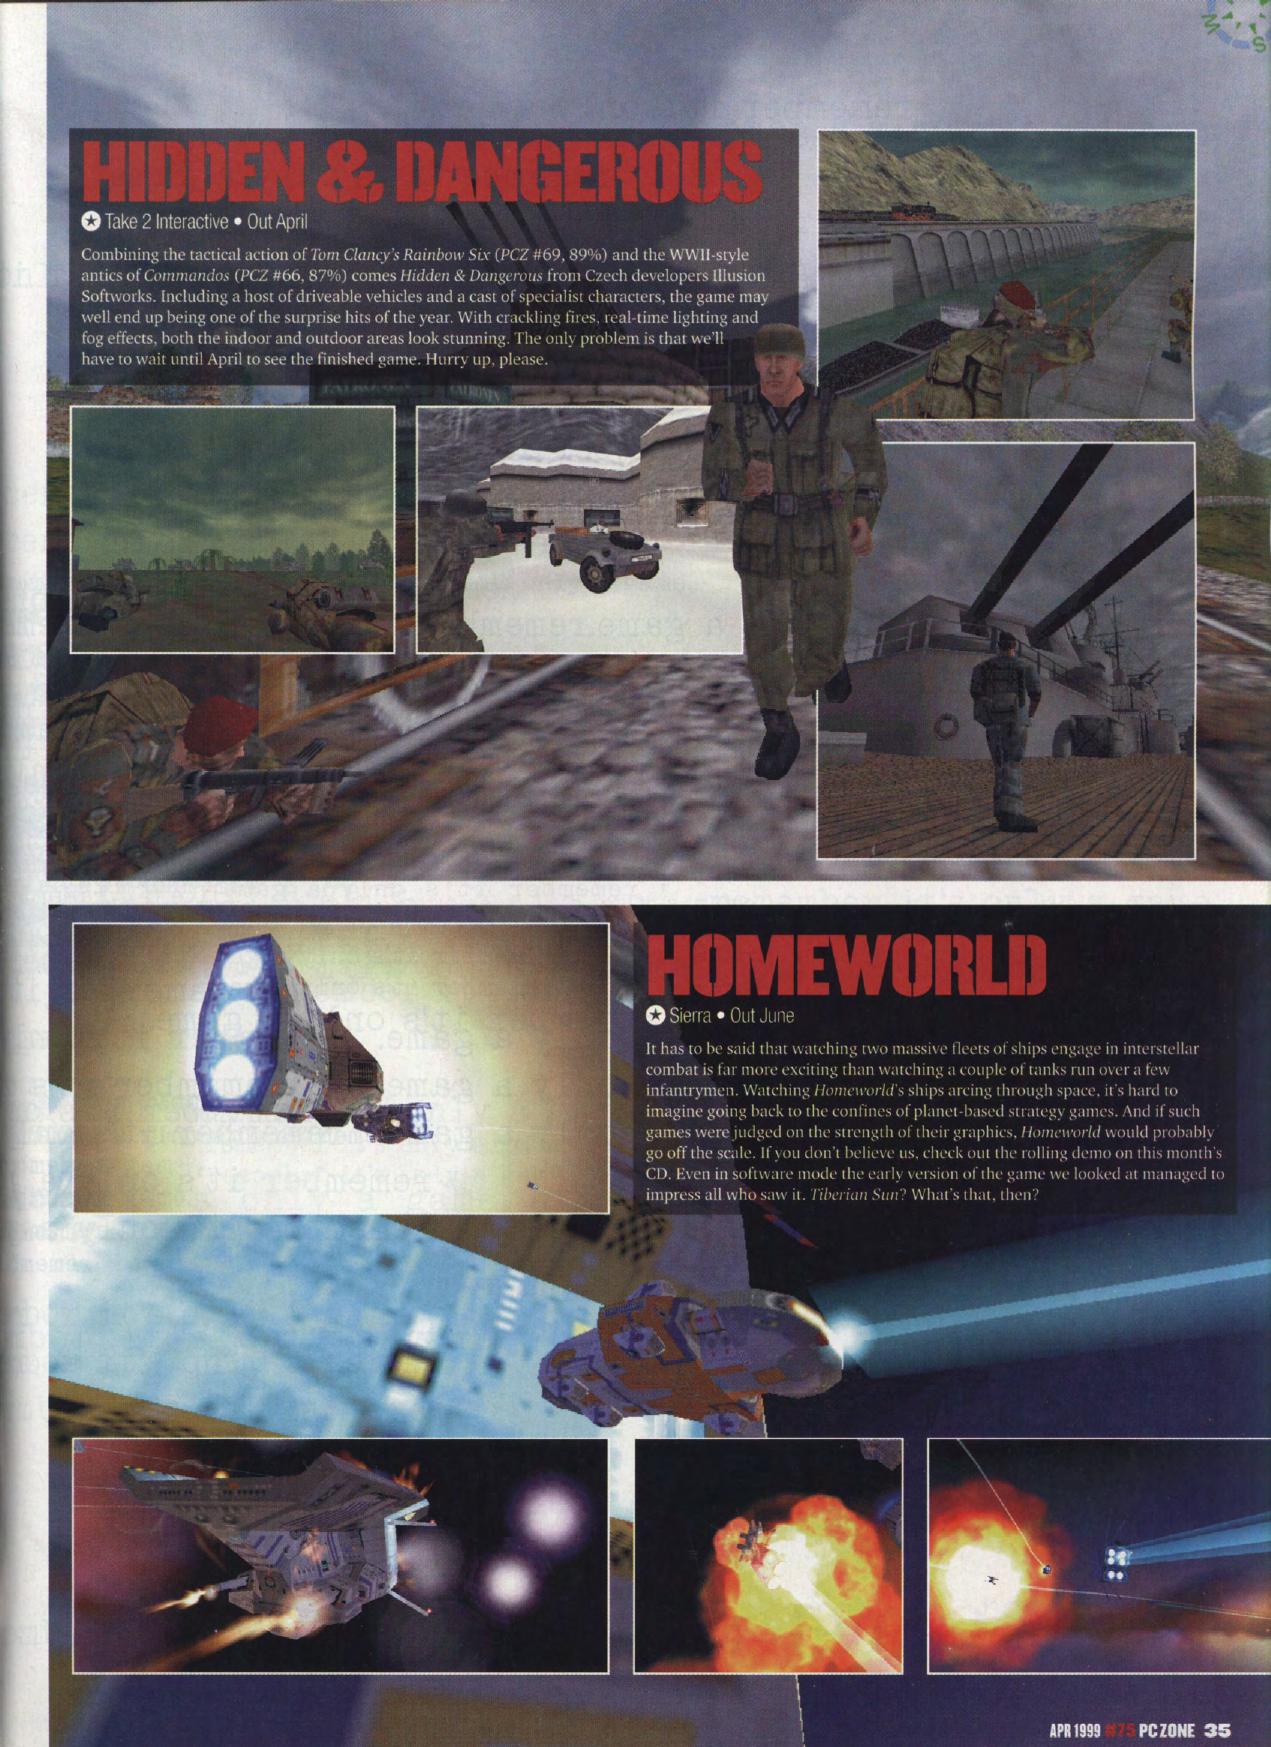 HIDDEN & DANGEROUS
Take 2 Interactive • Out April
Combining the tactical action of Tom Clancy's Rainbow Six (PCZ #69, 89%) and the WWII-style
antics of Commandos (PCZ #66, 87%) comes Hidden & Dangerous from Czech developers Illusion
Softworks. Including a host of driveable vehicles and a cast of specialist characters, the game may
well end up being one of the surprise hits of the year. With crackling fires, real-time lighting and
fog effects, both the indoor and outdoor areas look stunning. The only problem is that we'll
have to wait until April to see the finished game. Hurry up, please.
HOMEWORLD
Sierra • Out June
It has to be said that watching two massive fleets of ships engage in interstellar
combat is far more exciting than watching a couple of tanks run over a few
infantrymen. Watching Homeworld's ships arcing through space, it's hard to
imagine going back to the confines of planet-based strategy games. And if such
games were judged on the strength of their graphics, Homeworld would probably
go off the scale. If you don't believe us, check out the rolling demo on this month's
CD. Even in software mode the early version of the game we looked at managed to
impress all who saw it. Tiberian Sun? What's that, then?
APR 1999 #75 PC ZONE 35